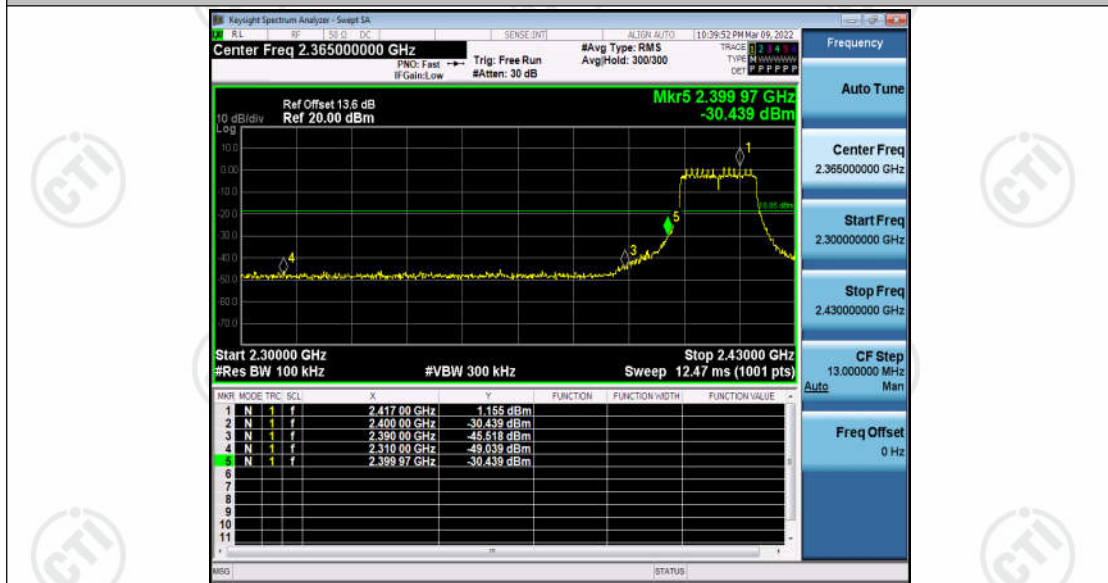 Keysight Spectrum Analyzer - Swept SA
RL RF 50 Ω DC SENSE:INT ALIGN AUTO 10:39:52 PM Mar 09, 2022
Center Freq 2.365000000 GHz
PNO: Fast
IFGain:Low
Trig: Free Run
#Atten: 30 dB
#Avg Type: RMS
Avg|Hold: 300/300
TRACE 1 2 3 4 5 6
TYPE M WWWWW
DET P P P P P P
Frequency
Auto Tune
Center Freq
2.365000000 GHz
Start Freq
2.300000000 GHz
Stop Freq
2.430000000 GHz
CF Step
13.000000 MHz
Auto Man
Freq Offset
0 Hz
Mkr5 2.399 97 GHz
-30.439 dBm
Ref Offset 13.6 dB
10 dB/div Ref 20.00 dBm
Log
10.0
0.00
-10.0
-20.0
-30.0
-40.0
-50.0
-60.0
-70.0
1
5
3
4
Start 2.30000 GHz Stop 2.43000 GHz
#Res BW 100 kHz #VBW 300 kHz Sweep 12.47 ms (1001 pts)
MKR MODE TRC SCL X Y FUNCTION FUNCTION WIDTH FUNCTION VALUE
1 N 1 f 2.417 00 GHz 1.155 dBm
2 N 1 f 2.400 00 GHz -30.439 dBm
3 N 1 f 2.390 00 GHz -45.518 dBm
4 N 1 f 2.310 00 GHz -49.039 dBm
5 N 1 f 2.399 97 GHz -30.439 dBm
6
7
8
9
10
11
MSG STATUS
CTI
CTI
CTI
CTI